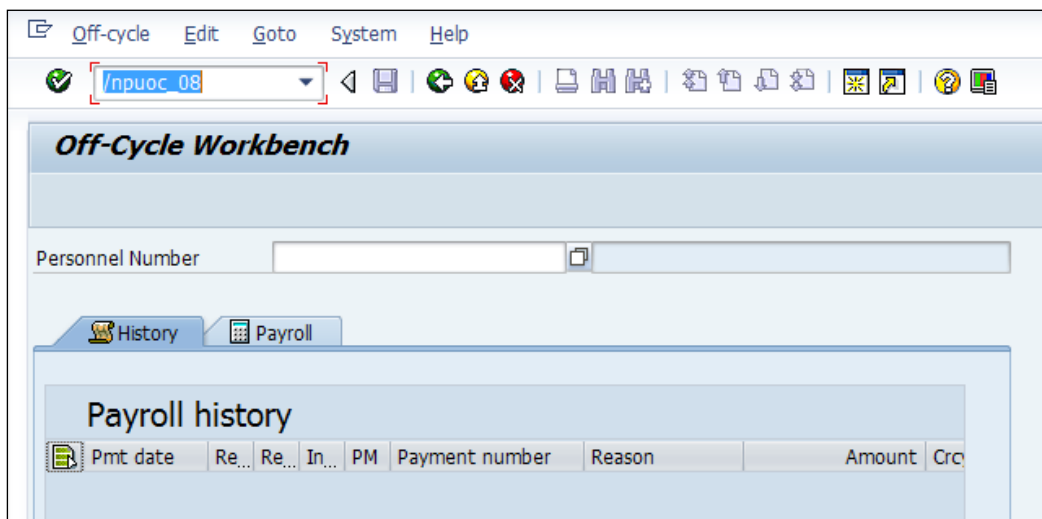 Off-cycle Edit Goto System Help
/npuoc_08
Off-Cycle Workbench
Personnel Number
History Payroll
Payroll history
Pmt date Re... Re... In... PM Payment number Reason Amount Crcy